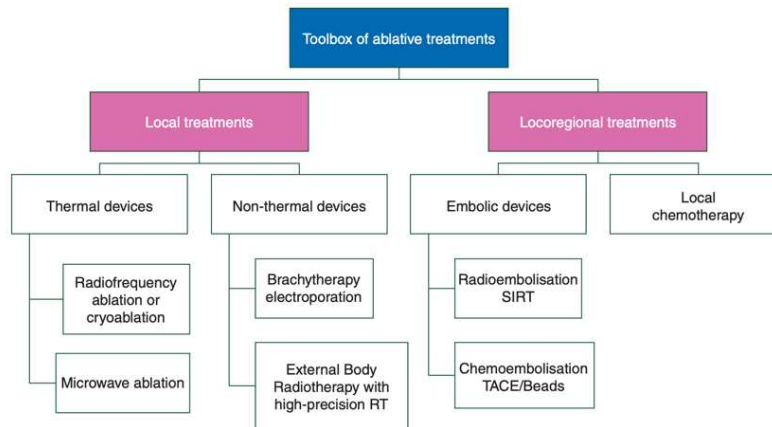 Toolbox of ablative treatments
Local treatments
Locoregional treatments
Thermal devices
Non-thermal devices
Embolic devices
Local
chemotherapy
Radiofrequency
ablation or
cryoablation
Brachytherapy
electroporation
Radioembolisation
SIRT
Microwave ablation
External Body
Radiotherapy with
high-precision RT
Chemoembolisation
TACE/Beads